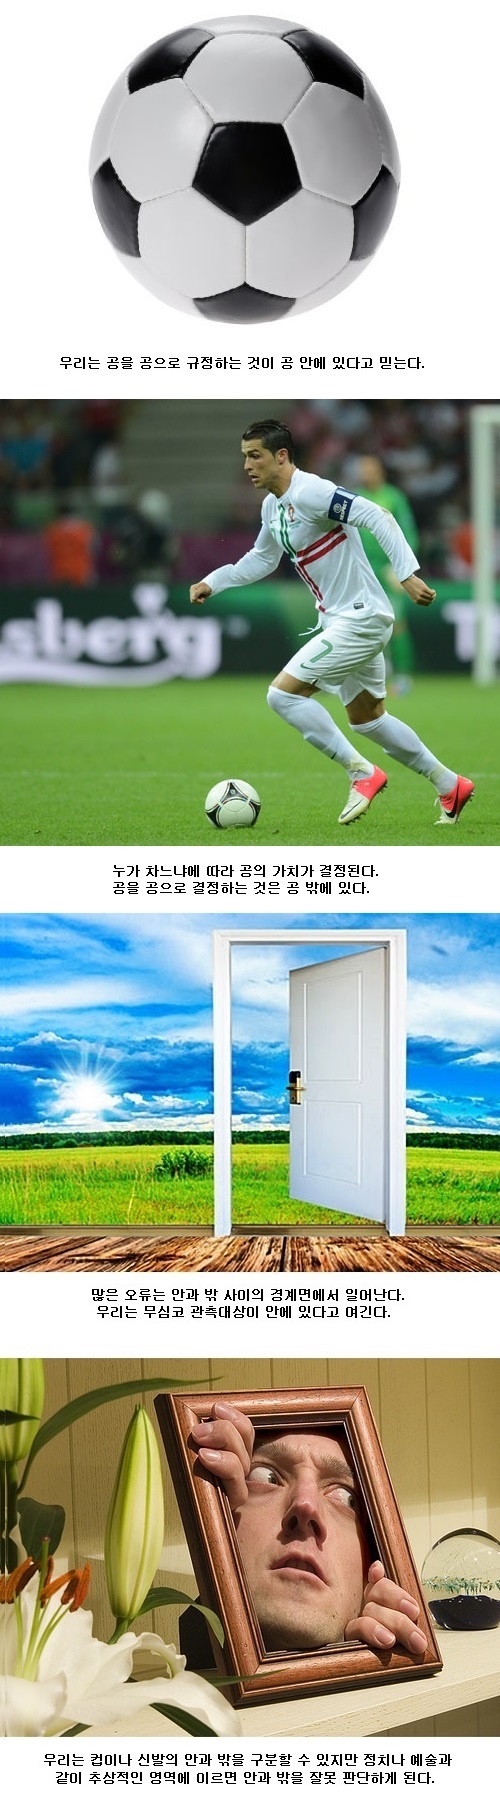 우리는 공을 공으로 규정하는 것이 공 안에 있다고 믿는다.
sberg
RESPECT
7
T
누가 차느냐에 따라 공의 가치가 결정된다.
공을 공으로 결정하는 것은 공 밖에 있다.
많은 오류는 안과 밖 사이의 경계면에서 일어난다.
우리는 무심코 관측대상이 안에 있다고 여긴다.
우리는 컵이나 신발의 안과 밖을 구분할 수 있지만 정치나 예술과
같이 추상적인 영역에 이르면 안과 밖을 잘못 판단하게 된다.